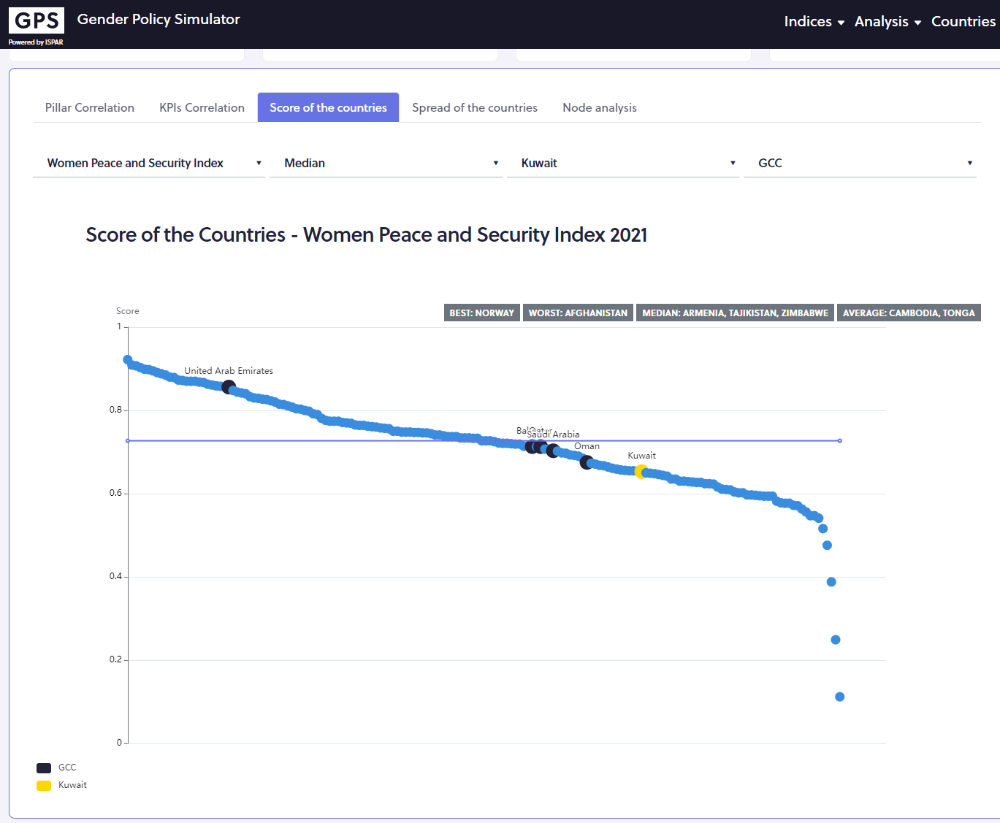 GPS
Powered by ISPAR
Gender Policy Simulator
Indices
Analysis
Countries
Pillar Correlation
KPIs Correlation
Score of the countries
Spread of the countries
Node analysis
Women Peace and Security Index
Median
Kuwait
GCC
Score of the Countries - Women Peace and Security Index 2021
BEST: NORWAY
WORST: AFGHANISTAN
MEDIAN: ARMENIA, TAJIKISTAN, ZIMBABWE
AVERAGE: CAMBODIA, TONGA
Score
1
United Arab Emirates
0.8
Saudi Arabia
Oman
Kuwait
0.6
0.4
0.2
0
GCC
Kuwait